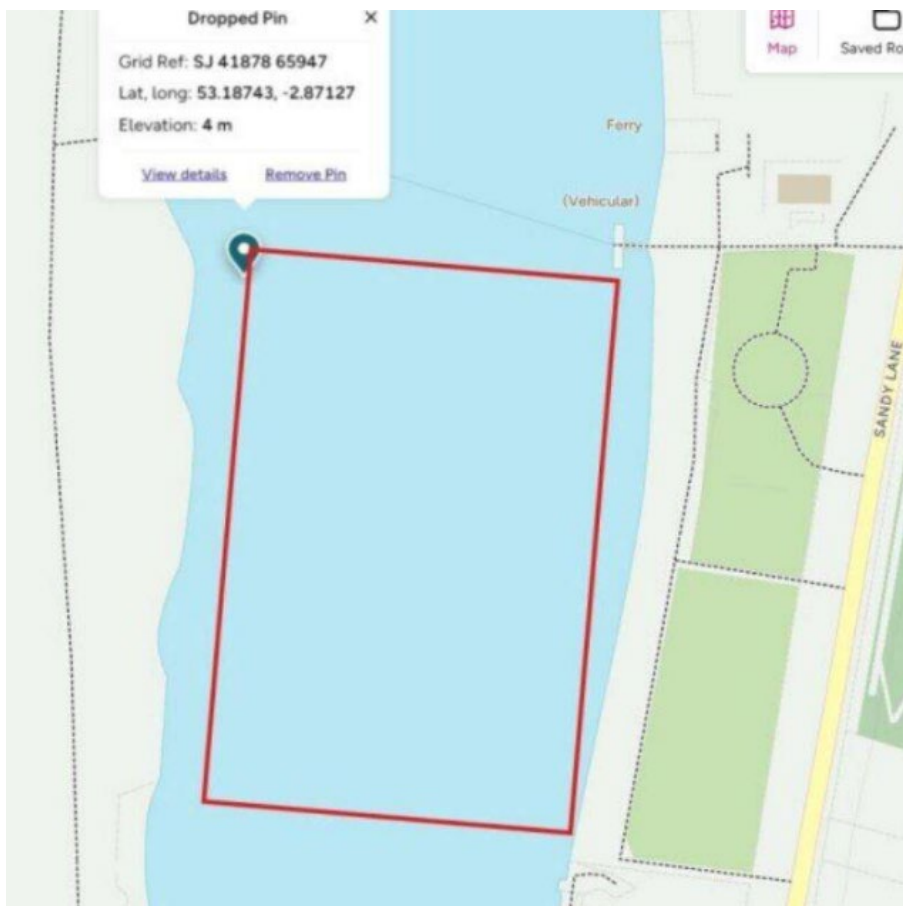 Dropped Pin
Grid Ref: SJ 41878 65947
Lat, long: 53.18743, -2.87127
Elevation: 4 m
View details Remove Pin
Map Saved Ro
Ferry
(Vehicular)
SANDY LANE